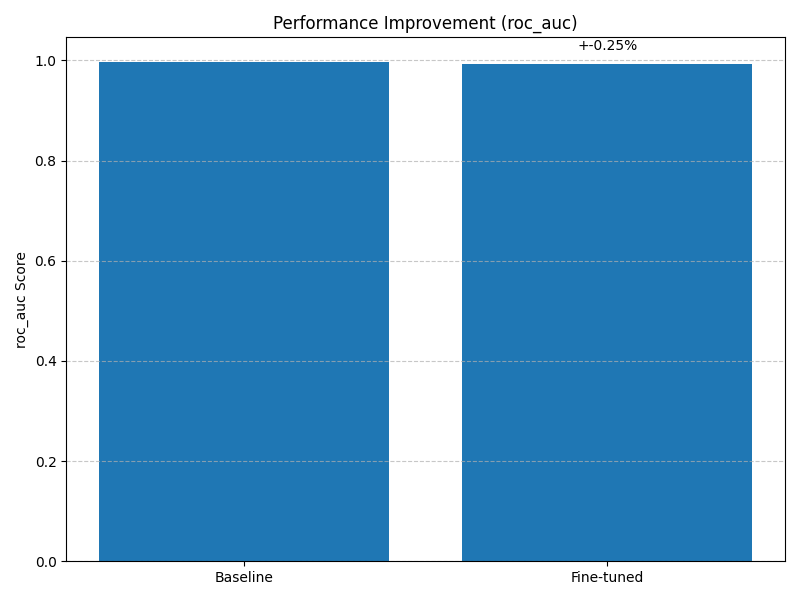 Performance Improvement (roc_auc)
+-0.25%
1.0
0.8
0.6
0.4
0.2
0.0
roc_auc Score
Baseline
Fine-tuned